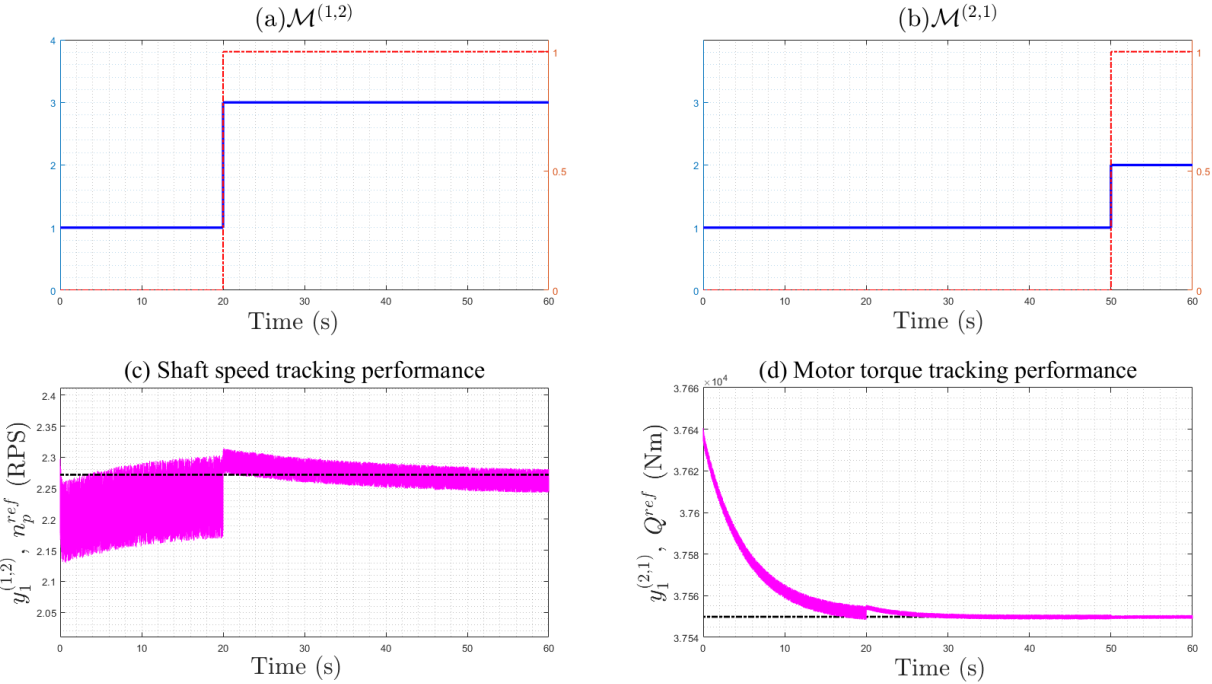 (a)ℳ^(1,2)
4
3
2
1
0
1
0.5
0
0 10 20 30 40 50 60
Time (s)
(b)ℳ^(2,1)
3
2
1
0
1
0.5
0
0 10 20 30 40 50 60
Time (s)
(c) Shaft speed tracking performance
y_1^(1,2) , n_p^ref (RPS)
2.4
2.35
2.3
2.25
2.2
2.15
2.1
2.05
0 10 20 30 40 50 60
Time (s)
(d) Motor torque tracking performance
× 10^4
y_1^(2,1) , Q^ref (Nm)
3.766
3.764
3.762
3.76
3.758
3.756
3.754
0 10 20 30 40 50 60
Time (s)